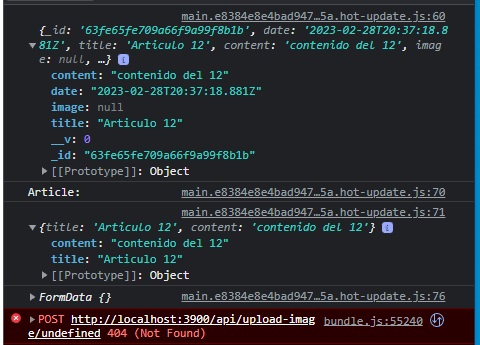 main.e8384e8e4bad947…5a.hot-update.js:60
{_id: '63fe65fe709a66f9a99f8b1b', date: '2023-02-28T20:37:18.8
▼81Z', title: 'Articulo 12', content: 'contenido del 12', imag
e: null, …} i
content: "contenido del 12"
date: "2023-02-28T20:37:18.881Z"
image: null
title: "Articulo 12"
__v: 0
_id: "63fe65fe709a66f9a99f8b1b"
▶[[Prototype]]: Object
Article: main.e8384e8e4bad947…5a.hot-update.js:70
main.e8384e8e4bad947…5a.hot-update.js:71
▼{title: 'Articulo 12', content: 'contenido del 12'} i
content: "contenido del 12"
title: "Articulo 12"
▶[[Prototype]]: Object
▶FormData {} main.e8384e8e4bad947…5a.hot-update.js:76
▶POST http://localhost:3900/api/upload-imag bundle.js:55240
e/undefined 404 (Not Found)